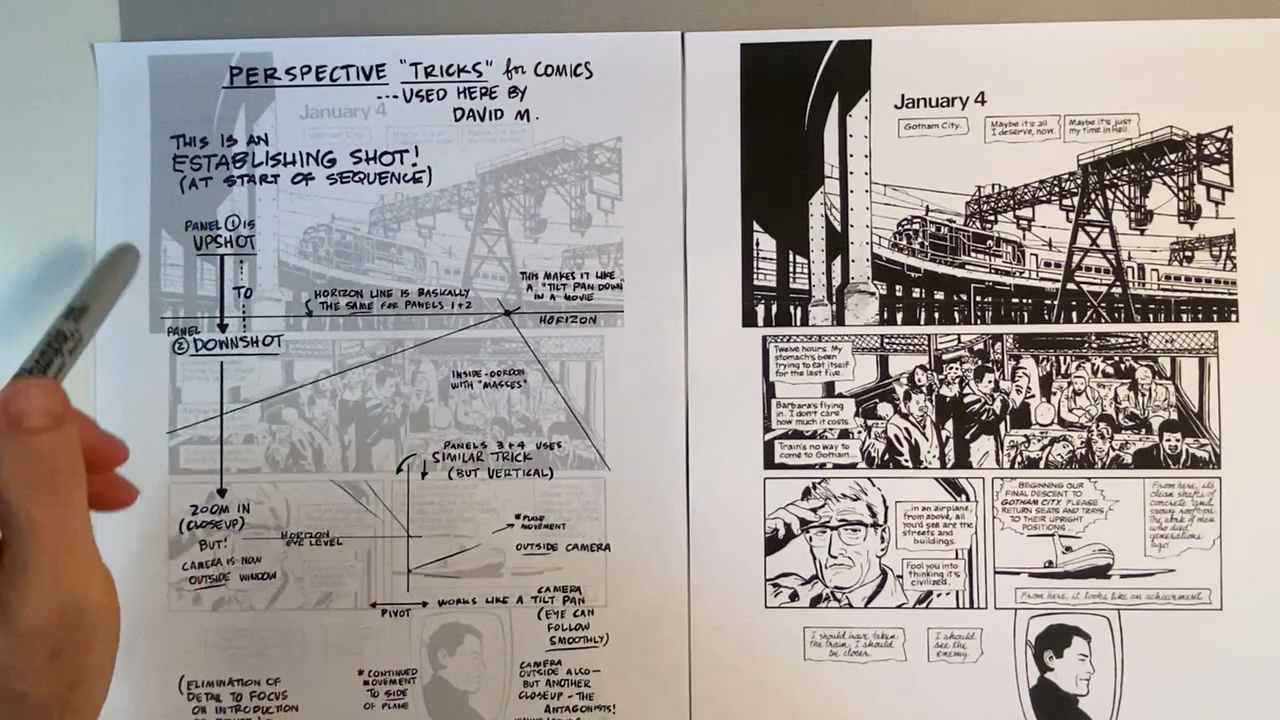 PERSPECTIVE "TRICKS" for COMICS
---USED HERE BY
DAVID M.
THIS IS AN
ESTABLISHING SHOT!
(AT START OF SEQUENCE)
PANEL ① IS
UPSHOT
TO
PANEL
② DOWNSHOT
HORIZON LINE IS BASICALLY
THE SAME FOR PANELS 1+2
THIS MAKES IT LIKE
A "TILT PAN DOWN"
IN A MOVIE
HORIZON
INSIDE-GORDON
WITH "MASSES"
PANELS 3+4 USES
SIMILAR TRICK
(BUT VERTICAL)
ZOOM IN
(CLOSEUP)
BUT!
CAMERA IS NOW
OUTSIDE WINDOW
HORIZON
EYE LEVEL
* PLANE
MOVEMENT
OUTSIDE CAMERA
PIVOT
WORKS LIKE A
CAMERA
TILT PAN
(EYE CAN
FOLLOW
SMOOTHLY)
(ELIMINATION OF
DETAIL TO FOCUS
ON INTRODUCTION
* CONTINUED
MOVEMENT
TO SIDE
OF PLANE
CAMERA
OUTSIDE ALSO—
BUT ANOTHER
CLOSEUP - THE
ANTAGONISTS!
January 4
Gotham City.
January 4
Gotham City.
Maybe it's all
I deserve, now.
Maybe it's just
my time in Hell.
Twelve hours. My
stomach's been
trying to eat itself
for the last five.
Barbara's flying
in. I don't care
how much it costs.
Train's no way to
come to Gotham...
... in an airplane,
from above, all
you'd see are the
streets and
buildings.
Fool you into
thinking it's
civilized.
...BEGINNING OUR
FINAL DESCENT TO
GOTHAM CITY. PLEASE
RETURN SEATS AND TRAYS
TO THEIR UPRIGHT
POSITIONS...
From here, it's
clean shafts of
concrete and
snowy rooftops.
The work of men
who died
generations
ago.
From here, it looks like an achievement.
I should have taken
the train. I should
be closer.
I should
see the
enemy.